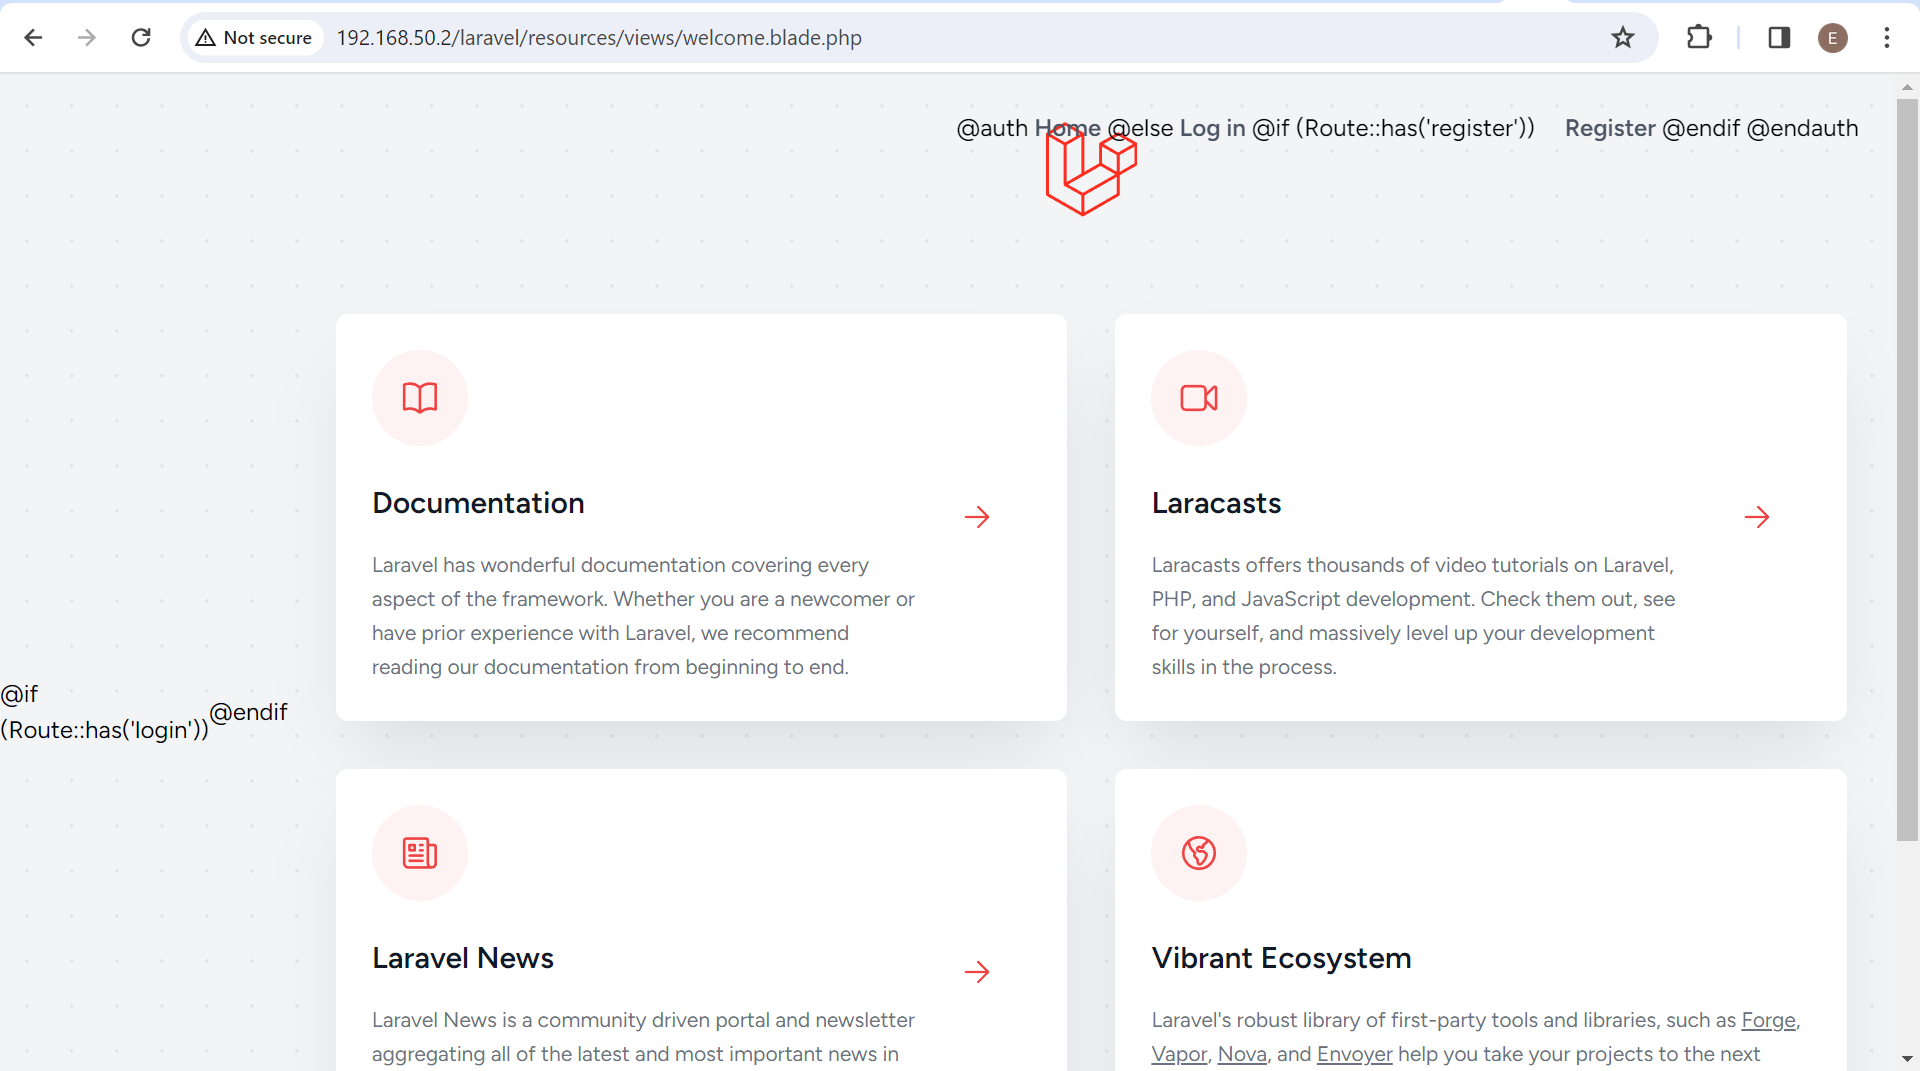 Not secure
192.168.50.2/laravel/resources/views/welcome.blade.php
E
@auth Home @else Log in @if (Route::has('register')) Register @endif @endauth
Documentation
Laravel has wonderful documentation covering every
aspect of the framework. Whether you are a newcomer or
have prior experience with Laravel, we recommend
reading our documentation from beginning to end.
Laracasts
Laracasts offers thousands of video tutorials on Laravel,
PHP, and JavaScript development. Check them out, see
for yourself, and massively level up your development
skills in the process.
@if
(Route::has('login'))
@endif
Laravel News
Laravel News is a community driven portal and newsletter
aggregating all of the latest and most important news in
Vibrant Ecosystem
Laravel's robust library of first-party tools and libraries, such as Forge,
Vapor, Nova, and Envoyer help you take your projects to the next